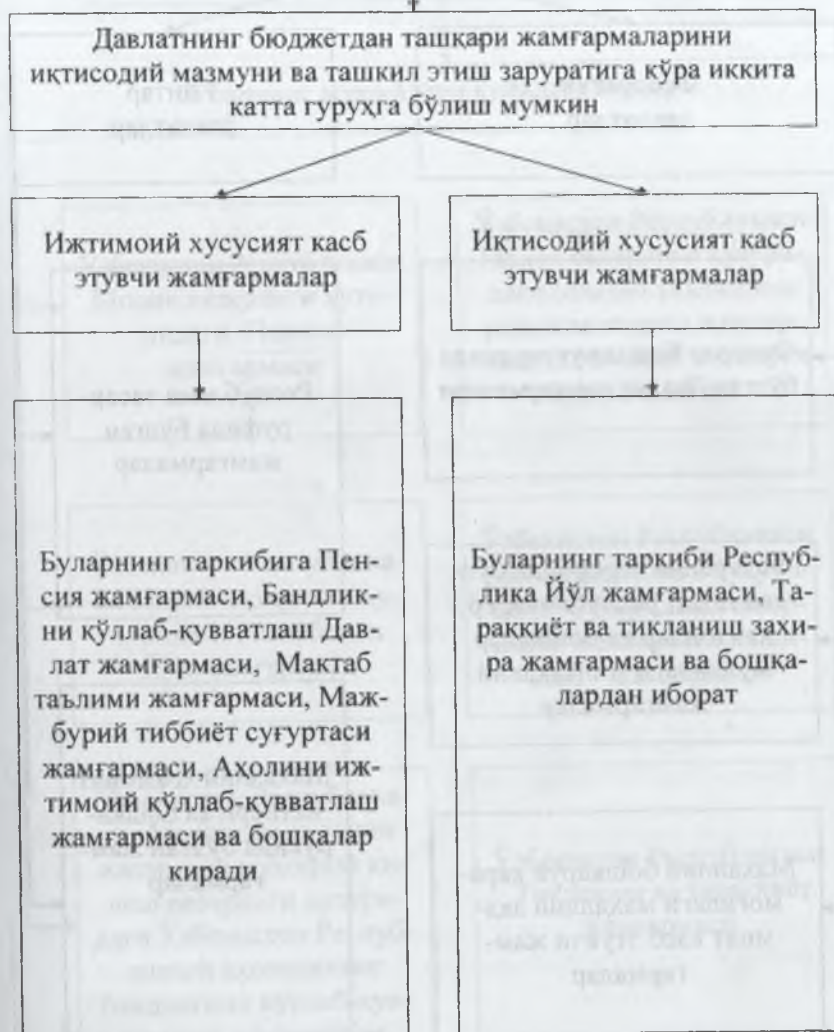 Давлатнинг бюджетдан ташқари жамғармаларини
иқтисодий мазмуни ва ташкил этиш заруратига кўра иккита
катта гуруҳга бўлиш мумкин
Ижтимоий хусусият касб
этувчи жамғармалар
Иқтисодий хусусият касб
этувчи жамғармалар
Буларнинг таркибига Пен-
сия жамғармаси, Бандлик-
ни қўллаб-қувватлаш Дав-
лат жамғармаси, Мактаб
таълими жамғармаси, Маж-
бурий тиббиёт суғуртаси
жамғармаси, Аҳолини иж-
тимоий қўллаб-қувватлаш
жамғармаси ва бошқалар
киради
Буларнинг таркиби Респуб-
лика Йўл жамғармаси, Та-
раққиёт ва тикланиш захи-
ра жамғармаси ва бошқа-
лардан иборат